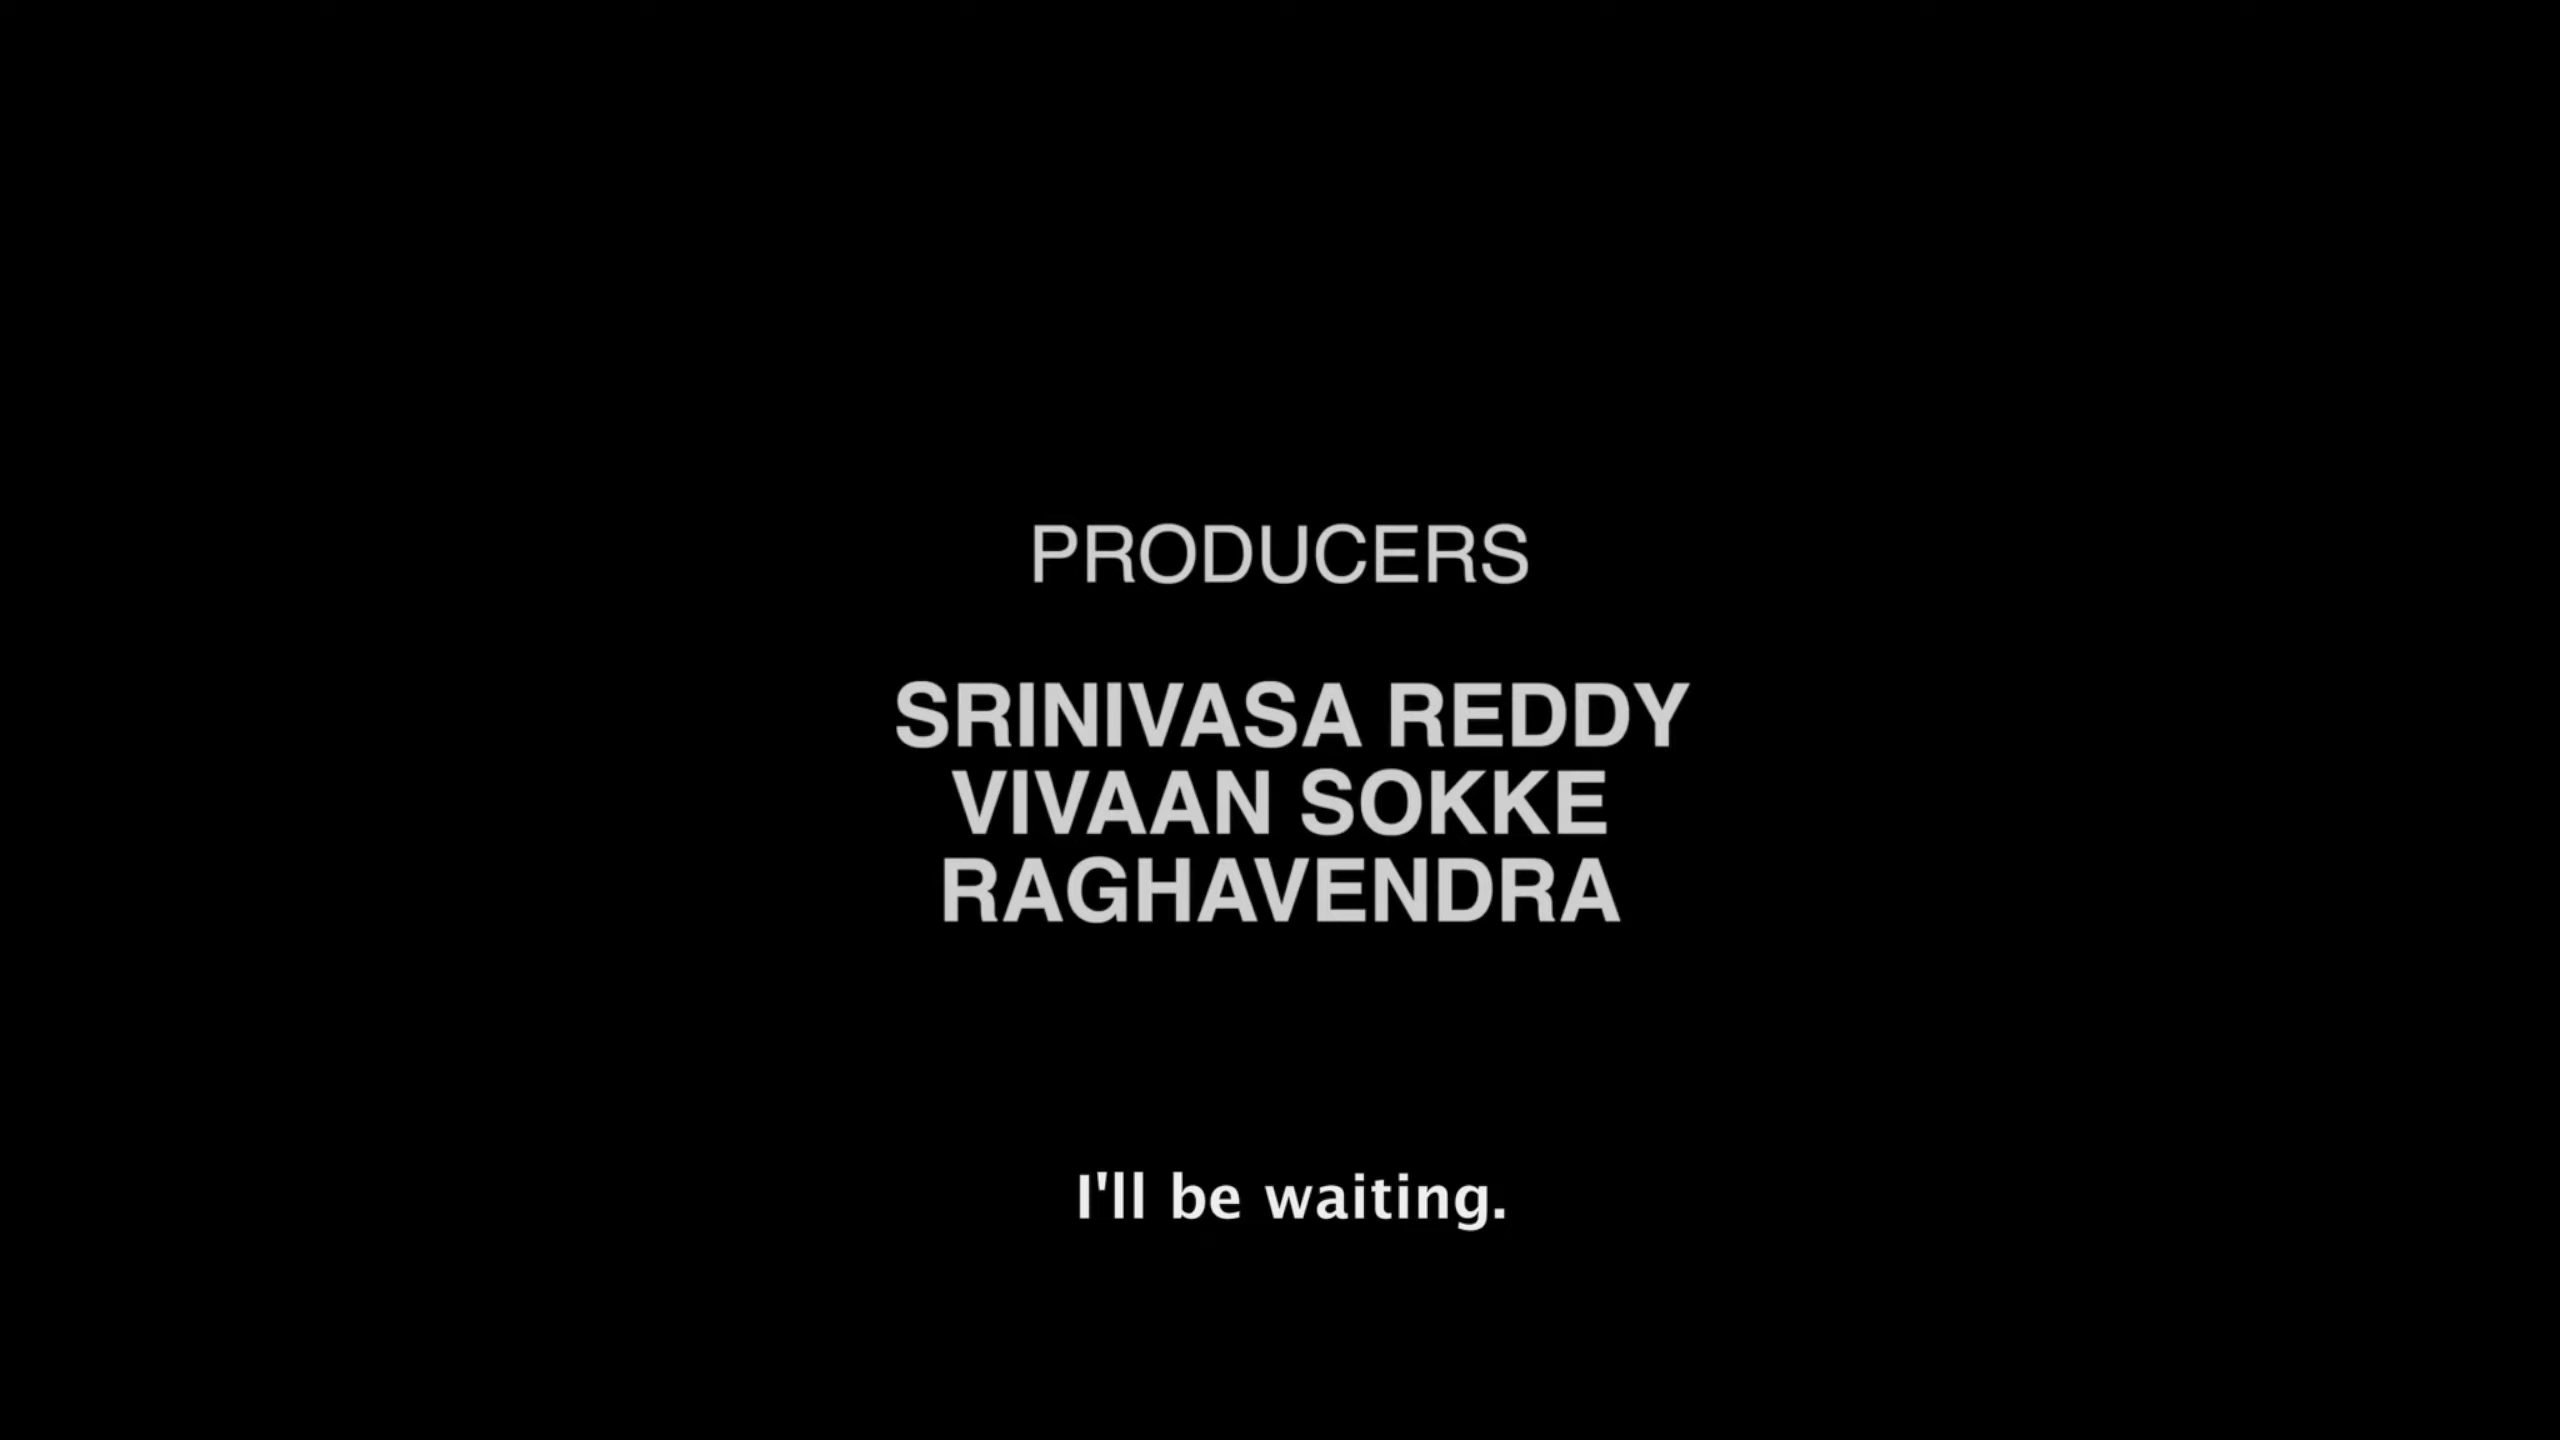 PRODUCERS
SRINIVASA REDDY
VIVAAN SOKKE
RAGHAVENDRA
I'll be waiting.